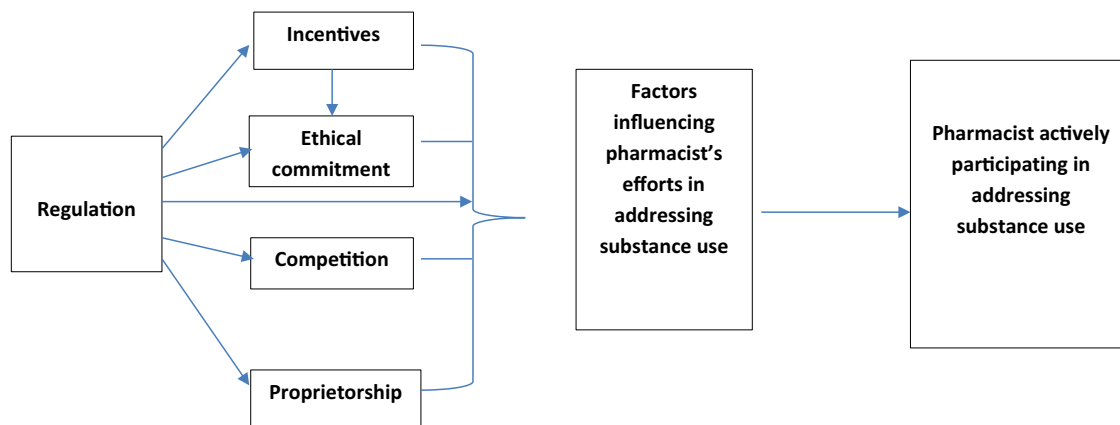 Incentives
Ethical
commitment
Regulation
Competition
Proprietorship
Factors
influencing
pharmacist's
efforts in
addressing
substance use
Pharmacist actively
participating in
addressing
substance use